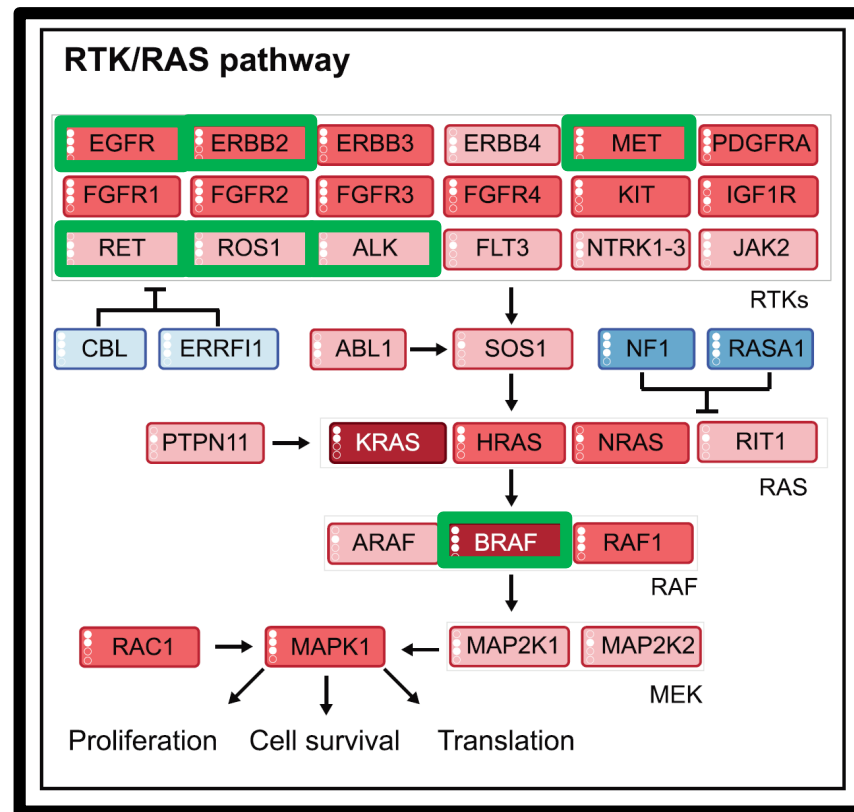 RTK/RAS pathway
EGFR ERBB2 ERBB3 ERBB4 MET PDGFRA
FGFR1 FGFR2 FGFR3 FGFR4 KIT IGF1R
RET ROS1 ALK FLT3 NTRK1-3 JAK2
RTKs
CBL ERRFI1 ABL1 SOS1 NF1 RASA1
PTPN11 KRAS HRAS NRAS RIT1
RAS
ARAF BRAF RAF1
RAF
RAC1 MAPK1 MAP2K1 MAP2K2
MEK
Proliferation Cell survival Translation